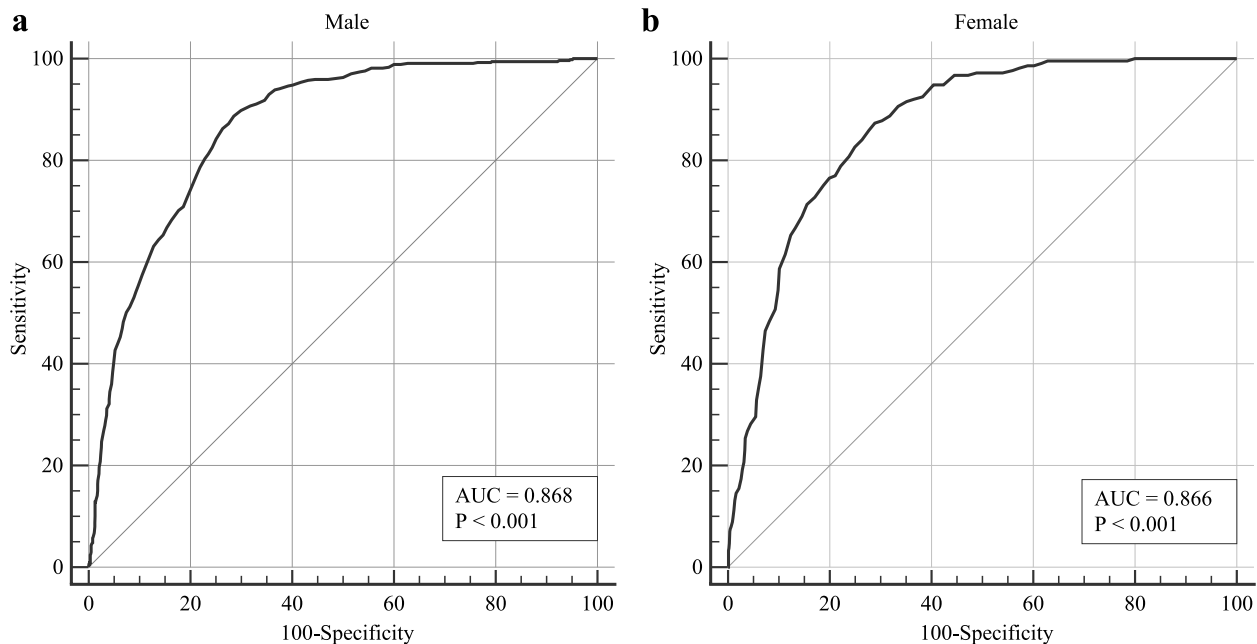 a
Male
100
80
60
40
20
0
Sensitivity
AUC = 0.868
P < 0.001
0 20 40 60 80 100
100-Specificity
b
Female
100
80
60
40
20
0
Sensitivity
AUC = 0.866
P < 0.001
0 20 40 60 80 100
100-Specificity